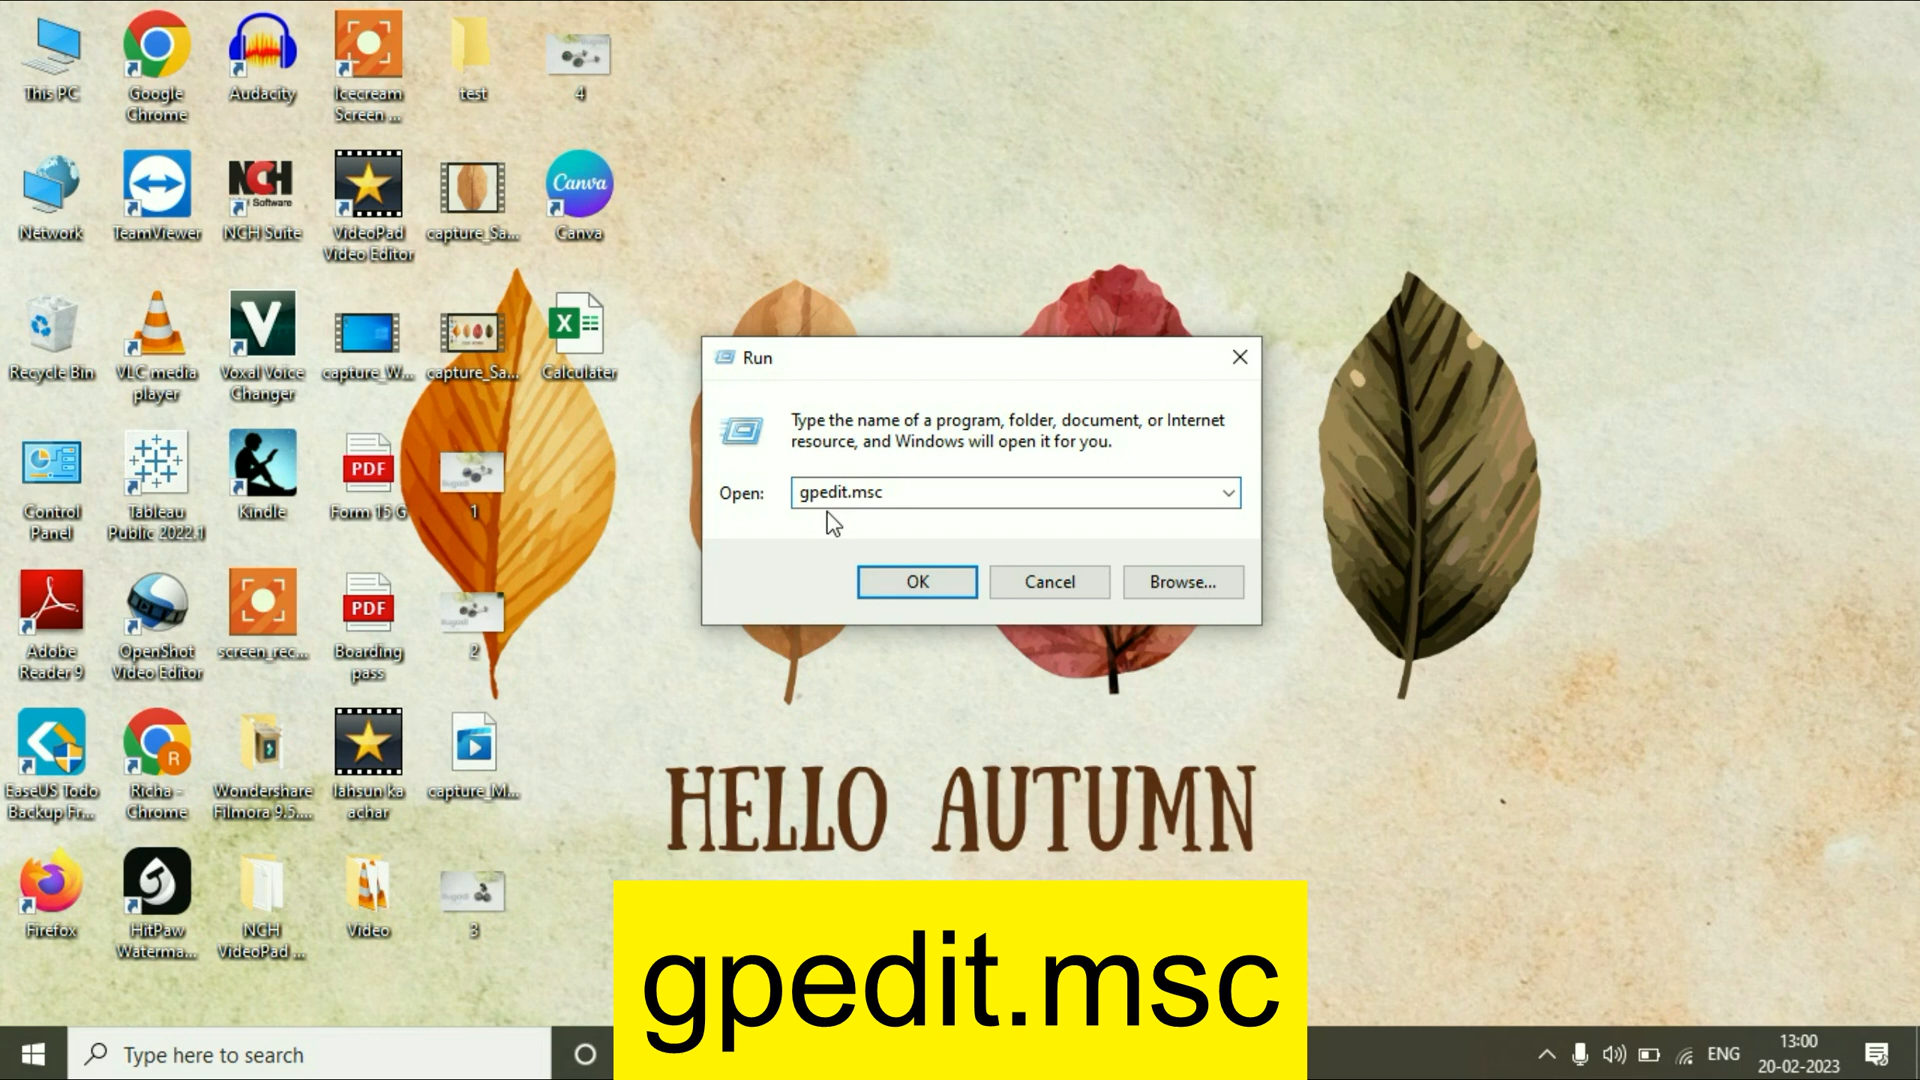 This PC
Google
Chrome
Audacity
Icecream
Screen ...
test
4
Network
TeamViewer
NCH
Software
NCH Suite
VideoPad
Video Editor
capture_Sa...
Canva
Canva
Recycle Bin
VLC media
player
Voxal Voice
Changer
capture_W...
capture_Sa...
X
Calculater
Control
Panel
Tableau
Public 2022.1
Kindle
PDF
Form 15 G
1
Adobe
Reader 9
OpenShot
Video Editor
screen_rec...
PDF
Boarding
pass
2
EaseUS Todo
Backup Fr...
R
Richa -
Chrome
Wondershare
Filmora 9.5....
lahsun ka
achar
capture_M...
Firefox
HitPaw
Waterma...
NCH
VideoPad ...
Video
3
Run
Type the name of a program, folder, document, or Internet
resource, and Windows will open it for you.
Open:
gpedit.msc
OK
Cancel
Browse...
HELLO AUTUMN
gpedit.msc
Type here to search
ENG
13:00
20-02-2023